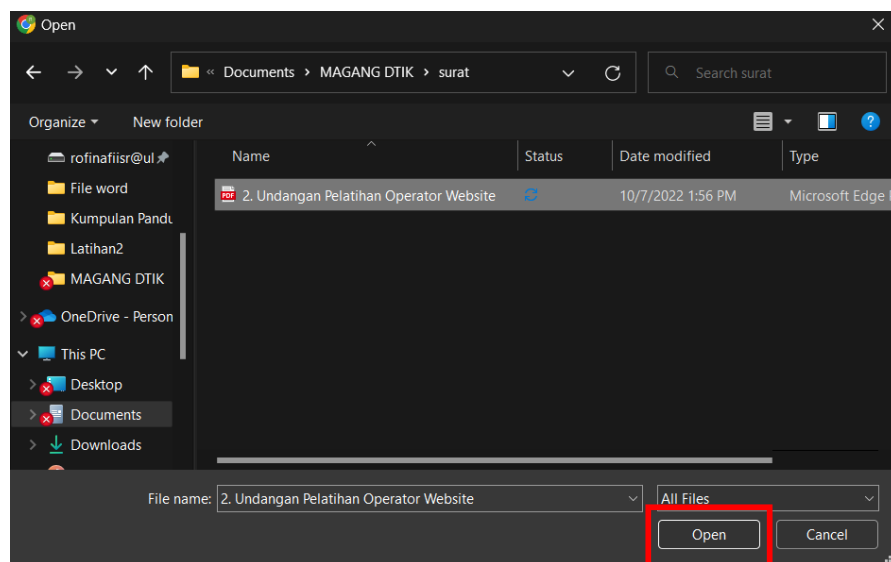 Open
« Documents > MAGANG DTIK > surat
Search surat
Organize
New folder
Name
Status
Date modified
Type
rofinafiisr@ul
File word
PDF
2. Undangan Pelatihan Operator Website
10/7/2022 1:56 PM
Microsoft Edge
Kumpulan Pandu
Latihan2
MAGANG DTIK
OneDrive - Person
This PC
Desktop
Documents
Downloads
File name:
2. Undangan Pelatihan Operator Website
All Files
Open
Cancel